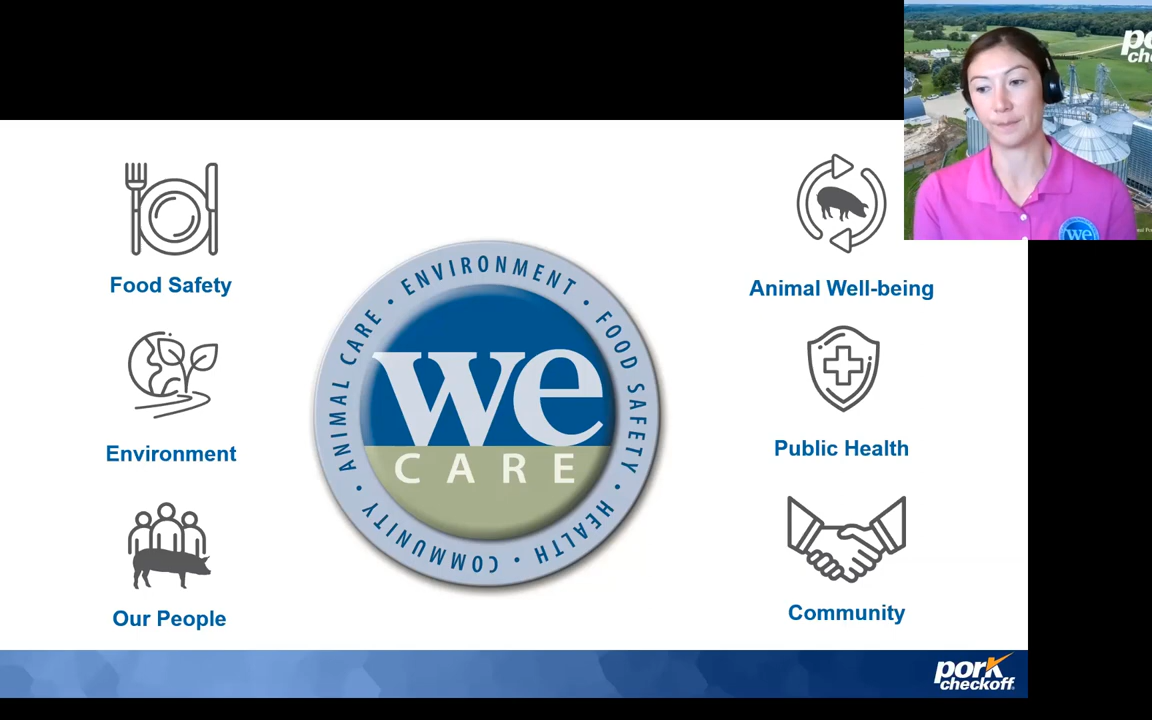 Food Safety
Environment
Our People
ANIMAL CARE • ENVIRONMENT • FOOD SAFETY • HEALTH • COMMUNITY •
we
CARE
Animal Well-being
Public Health
Community
we
pork
checkoff